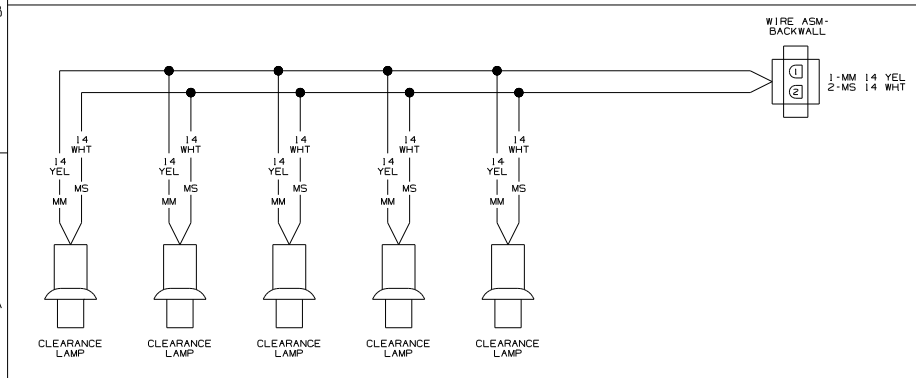 WIRE ASM-
BACKWALL
1
2
1-MM 14 YEL
2-MS 14 WHT
14
WHT
14
WHT
14
WHT
14
WHT
14
WHT
14
YEL
14
YEL
14
YEL
14
YEL
14
YEL
MS
MS
MS
MS
MS
MM
MM
MM
MM
MM
CLEARANCE
LAMP
CLEARANCE
LAMP
CLEARANCE
LAMP
CLEARANCE
LAMP
CLEARANCE
LAMP